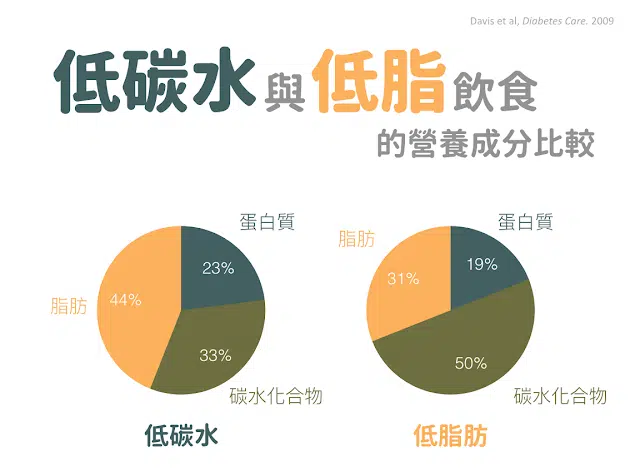 Davis et al, Diabetes Care. 2009
低碳水與低脂飲食
的營養成分比較
蛋白質
23%
脂肪
44%
33%
碳水化合物
低碳水
蛋白質
脂肪
19%
31%
50%
碳水化合物
低脂肪